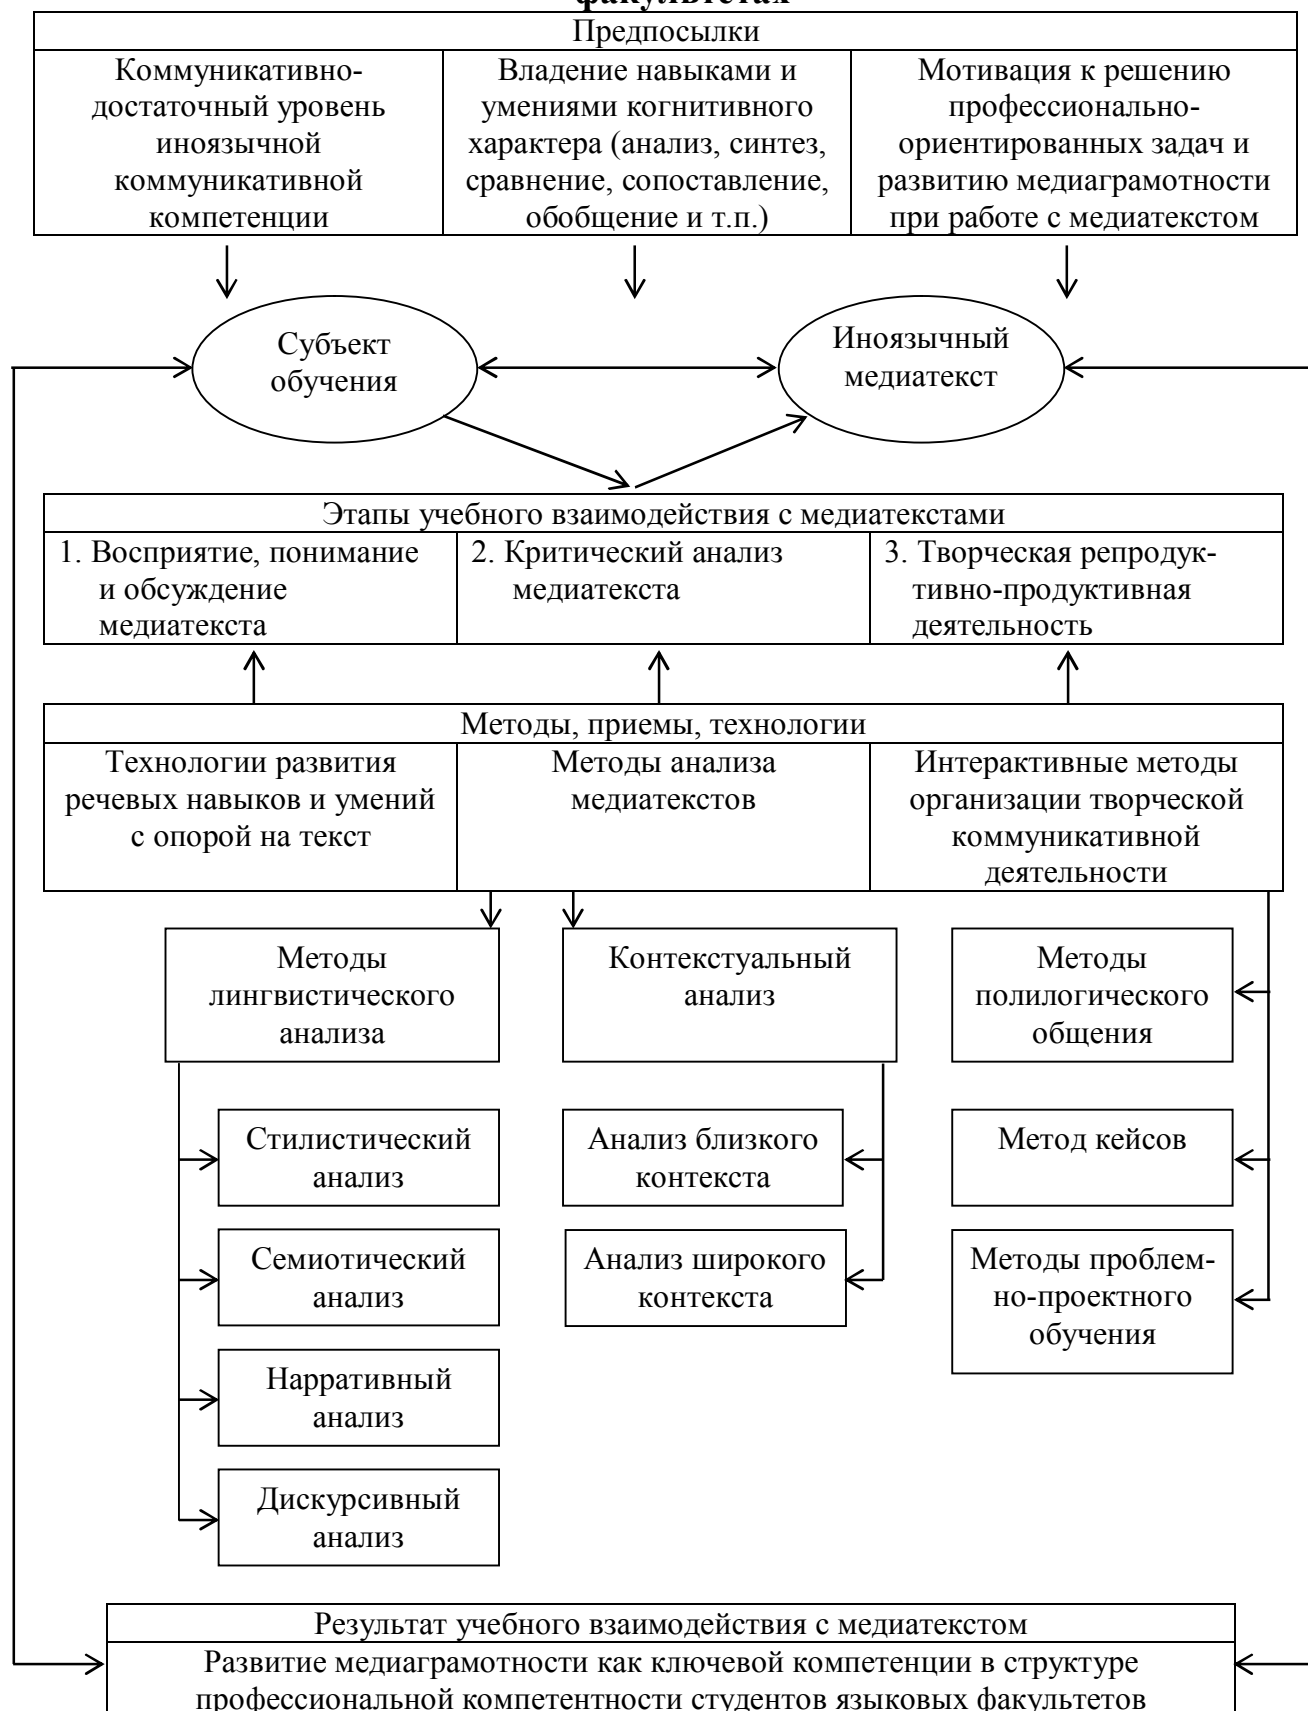 факультетах
Предпосылки
Коммуникативно-
достаточный уровень
иноязычной
коммуникативной
компетенции
Владение навыками и
умениями когнитивного
характера (анализ, синтез,
сравнение, сопоставление,
обобщение и т.п.)
Мотивация к решению
профессионально-
ориентированных задач и
развитию медиаграмотности
при работе с медиатекстом
Субъект
обучения
Иноязычный
медиатекст
Этапы учебного взаимодействия с медиатекстами
1. Восприятие, понимание
и обсуждение
медиатекста
2. Критический анализ
медиатекста
3. Творческая репродук-
тивно-продуктивная
деятельность
Методы, приемы, технологии
Технологии развития
речевых навыков и умений
с опорой на текст
Методы анализа
медиатекстов
Интерактивные методы
организации творческой
коммуникативной
деятельности
Методы
лингвистического
анализа
Контекстуальный
анализ
Методы
полилогического
общения
Стилистический
анализ
Анализ близкого
контекста
Метод кейсов
Семиотический
анализ
Анализ широкого
контекста
Методы проблем-
но-проектного
обучения
Нарративный
анализ
Дискурсивный
анализ
Результат учебного взаимодействия с медиатекстом
Развитие медиаграмотности как ключевой компетенции в структуре
профессиональной компетентности студентов языковых факультетов